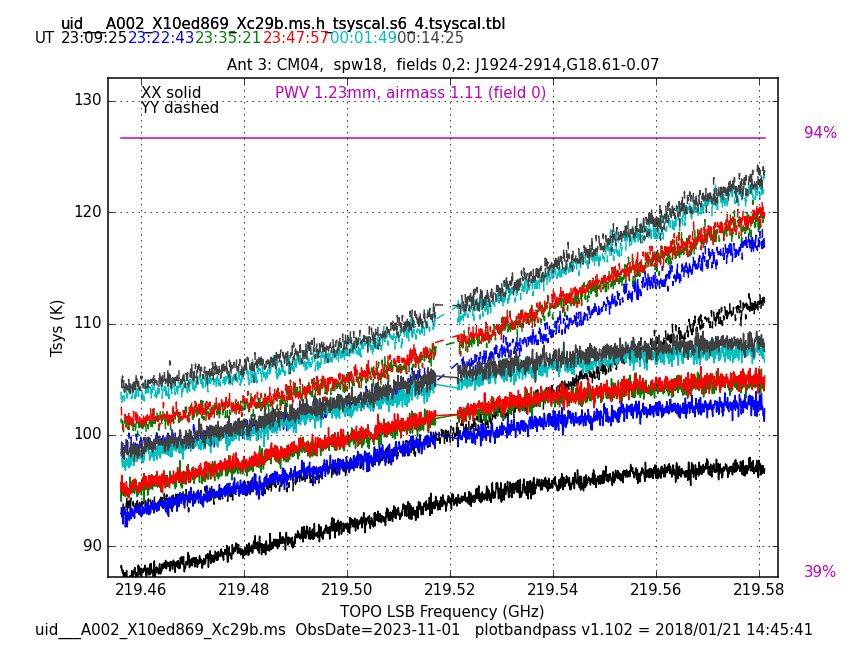 uid___A002_X10ed869_Xc29b.ms.h_tsyscal.s6_4.tsyscal.tbl
UT 23:09:25 23:22:43 23:35:21 23:47:57 00:01:49 00:14:25
Ant 3: CM04,  spw18,  fields 0,2: J1924-2914,G18.61-0.07
XX solid
YY dashed
PWV 1.23mm, airmass 1.11 (field 0)
94%
39%
130
120
110
100
90
Tsys (K)
219.46 219.48 219.50 219.52 219.54 219.56 219.58
TOPO LSB Frequency (GHz)
uid___A002_X10ed869_Xc29b.ms  ObsDate=2023-11-01   plotbandpass v1.102 = 2018/01/21 14:45:41